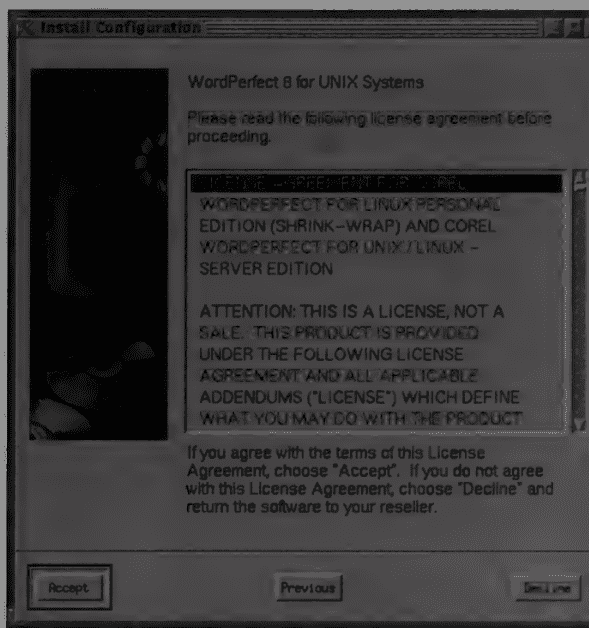 Install Configuration
WordPerfect 8 for UNIX Systems
Please read the following license agreement before
proceeding.
LICENSE AGREEMENT FOR COREL
WORDPERFECT FOR LINUX PERSONAL
EDITION (SHRINK-WRAP) AND COREL
WORDPERFECT FOR UNIX/LINUX -
SERVER EDITION
ATTENTION: THIS IS A LICENSE, NOT A
SALE. THIS PRODUCT IS PROVIDED
UNDER THE FOLLOWING LICENSE
AGREEMENT AND ALL APPLICABLE
ADDENDUMS ("LICENSE") WHICH DEFINE
WHAT YOU MAY DO WITH THE PRODUCT
If you agree with the terms of this License
Agreement, choose "Accept". If you do not agree
with this License Agreement, choose "Decline" and
return the software to your reseller.
Accept Previous Decline